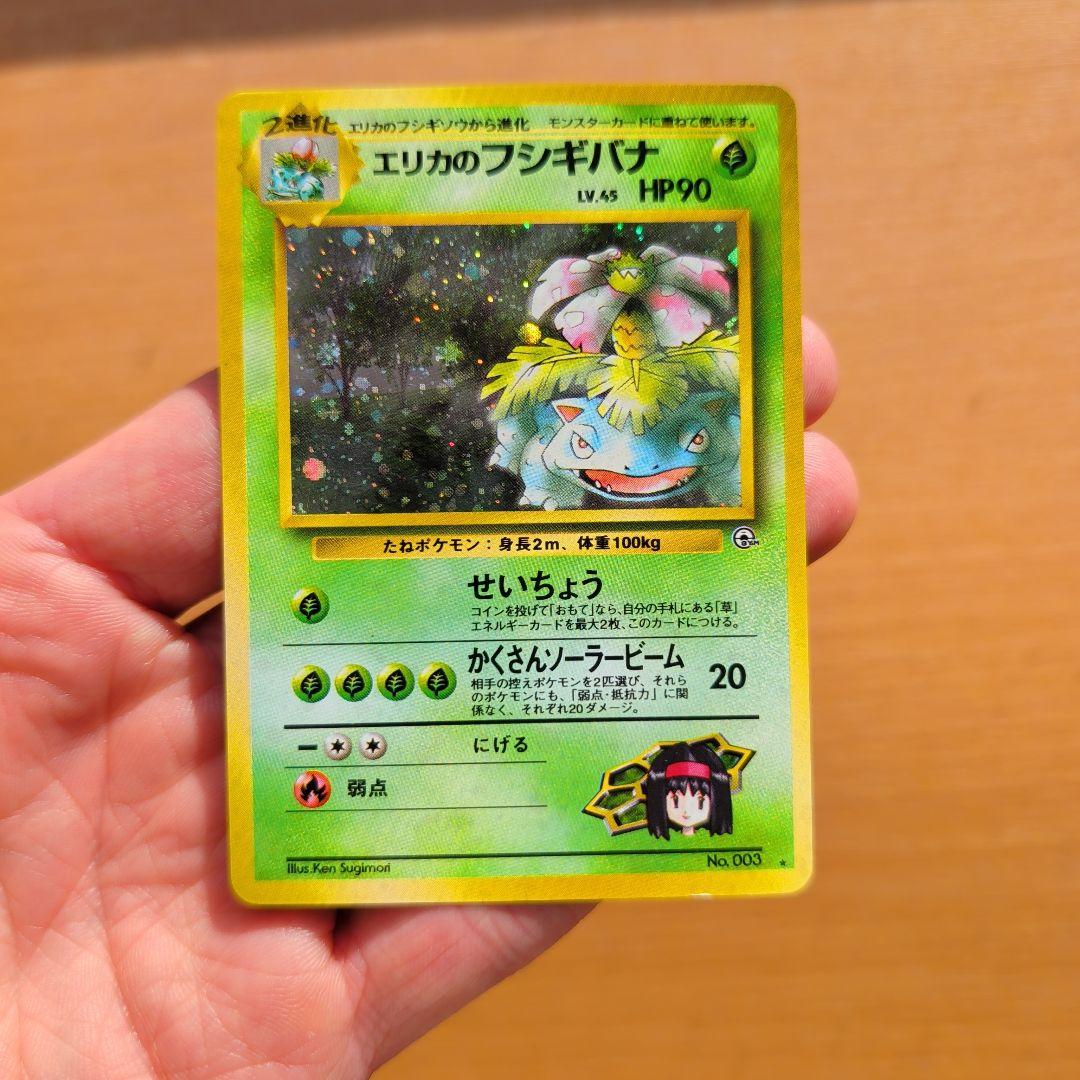 2進化 エリカのフシギソウから進化 モンスターカードに重ねて使います。
エリカのフシギバナ
LV.45 HP90
たねポケモン：身長2m、体重100kg
せいちょう
コインを投げて「おもて」なら、自分の手札にある「草」
エネルギーカードを最大2枚、このカードにつける。
かくさんソーラービーム 20
相手の控えポケモンを2匹選び、それら
のポケモンにも、「弱点・抵抗力」に関
係なく、それぞれ20ダメージ。
ー にげる
弱点
Illus.Ken Sugimori
No. 003